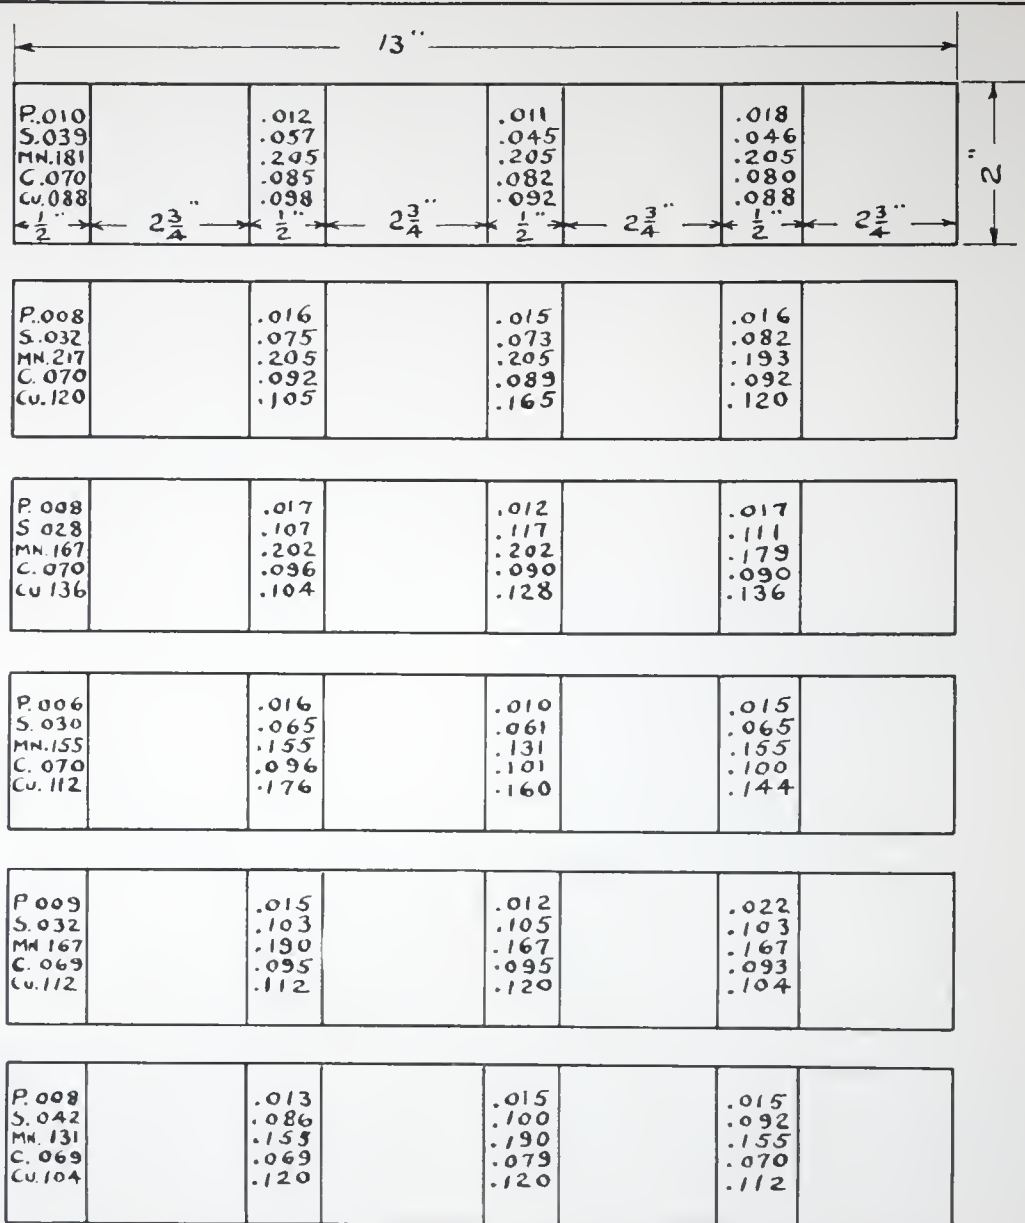 13"
P..010 .012 .011 .018
S.039 .057 .045 .046
MN.181 .205 .205 .205
C.070 .085 .082 .080
Cu.088 .098 .092 .088
1/2" 2 3/4" 1/2" 2 3/4" 1/2" 2 3/4" 1/2" 2 3/4"
2"
P..008 .016 .015 .016
S.032 .075 .073 .082
MN.217 .205 .205 .193
C.070 .092 .089 .092
Cu.120 .105 .165 .120
P.008 .017 .012 .017
S 028 .107 .117 .111
MN.167 .202 .202 .179
C.070 .096 .090 .090
Cu 136 .104 .128 .136
P.006 .016 .010 .015
S.030 .065 .061 .065
MN.155 .155 .131 .155
C.070 .096 .101 .100
Cu.112 .176 .160 .144
P 009 .015 .012 .022
S.032 .103 .105 .103
MN 167 .190 .167 .167
C.069 .095 .095 .093
Cu.112 .112 .120 .104
P.008 .013 .015 .015
S.042 .086 .100 .092
MN.131 .155 .190 .155
C.069 .069 .079 .070
Cu.104 .120 .120 .112